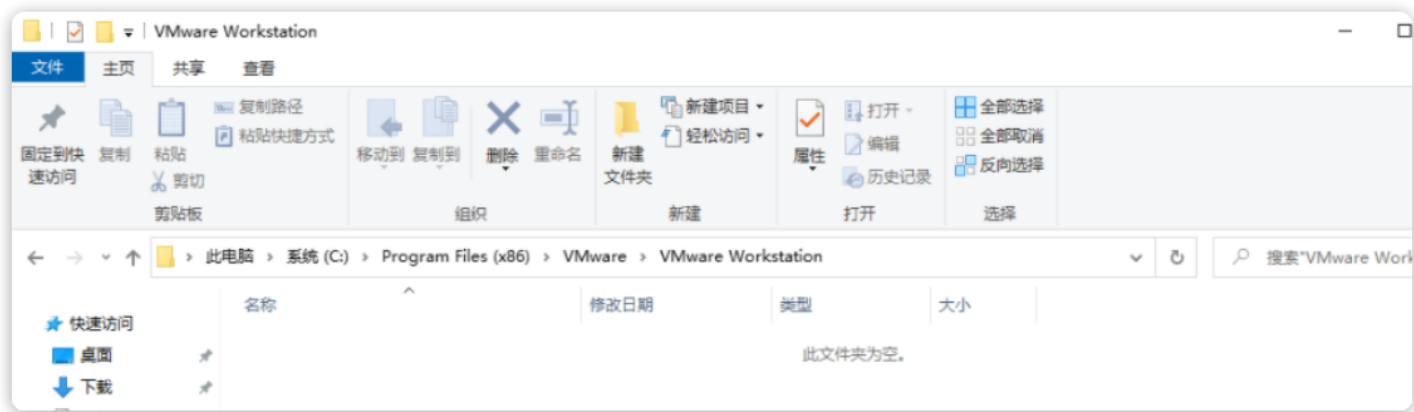 VMware Workstation
文件 主页 共享 查看
固定到快速访问
复制
粘贴
复制路径
粘贴快捷方式
剪切
剪贴板
移动到
复制到
删除
重命名
组织
新建文件夹
新建项目
轻松访问
新建
属性
打开
编辑
历史记录
打开
全部选择
全部取消
反向选择
选择
此电脑 › 系统 (C:) › Program Files (x86) › VMware › VMware Workstation
搜索"VMware Work
名称 修改日期 类型 大小
快速访问
桌面
下载
此文件夹为空。